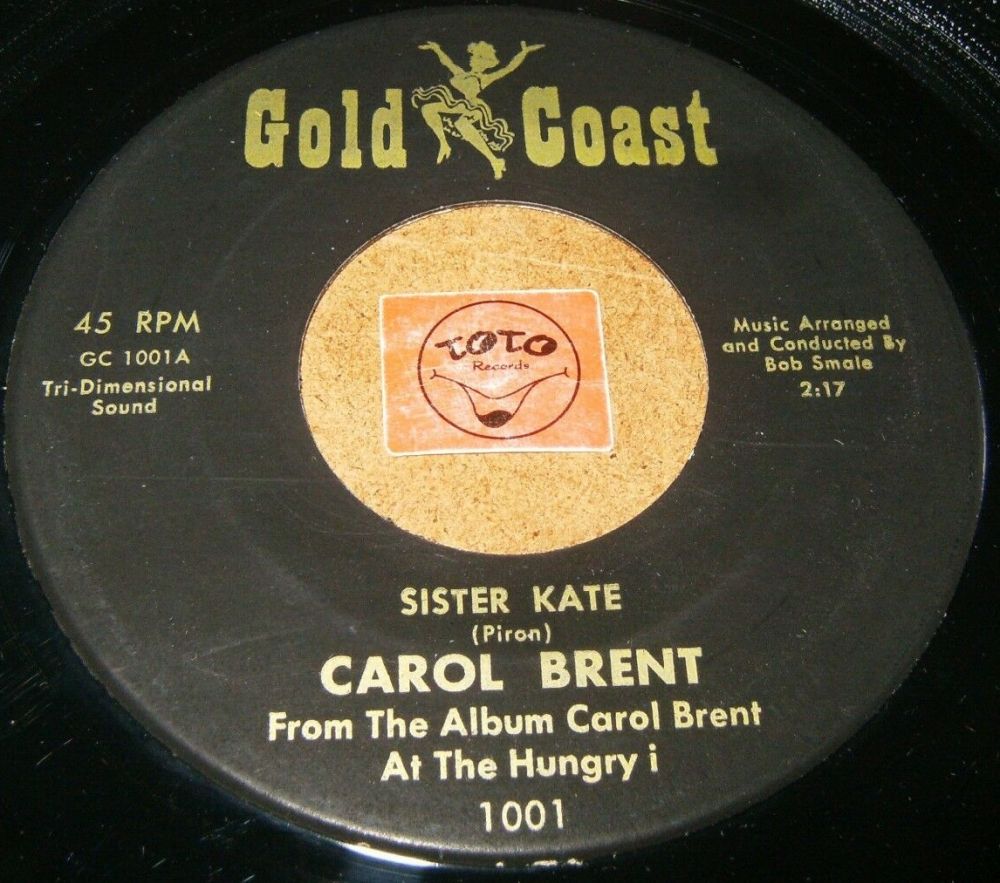 Gold Coast
45 RPM
GC 1001A
Tri-Dimensional
Sound
TOTO
Records
Music Arranged
and Conducted By
Bob Smale
2:17
SISTER KATE
(Piron)
CAROL BRENT
From The Album Carol Brent
At The Hungry i
1001